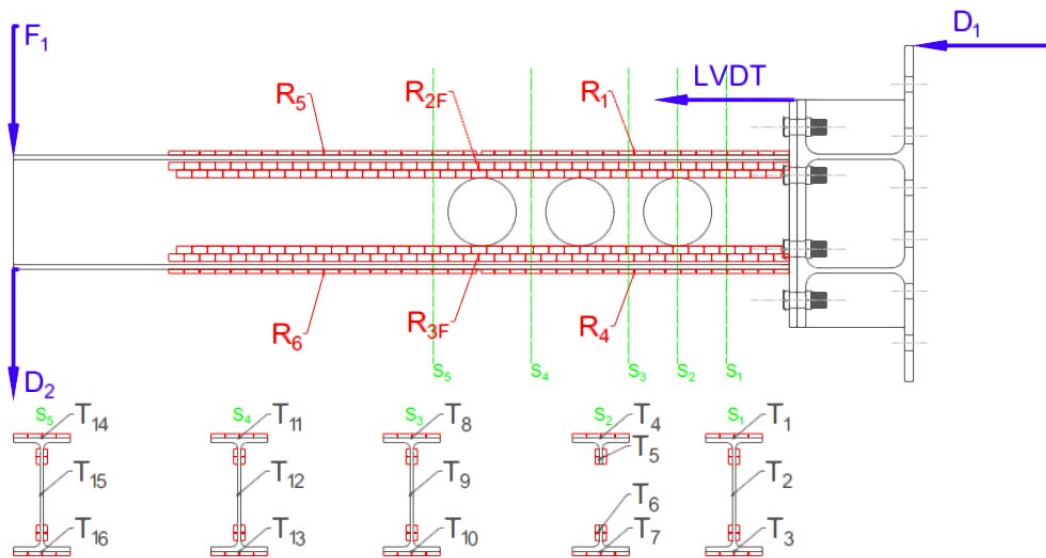 F1
D1
LVDT
R5
R2F
R1
R6
R3F
R4
S5
S4
S3
S2
S1
D2
S5
T14
T15
T16
S4
T11
T12
T13
S3
T8
T9
T10
S2
T4
T5
T6
T7
S1
T1
T2
T3